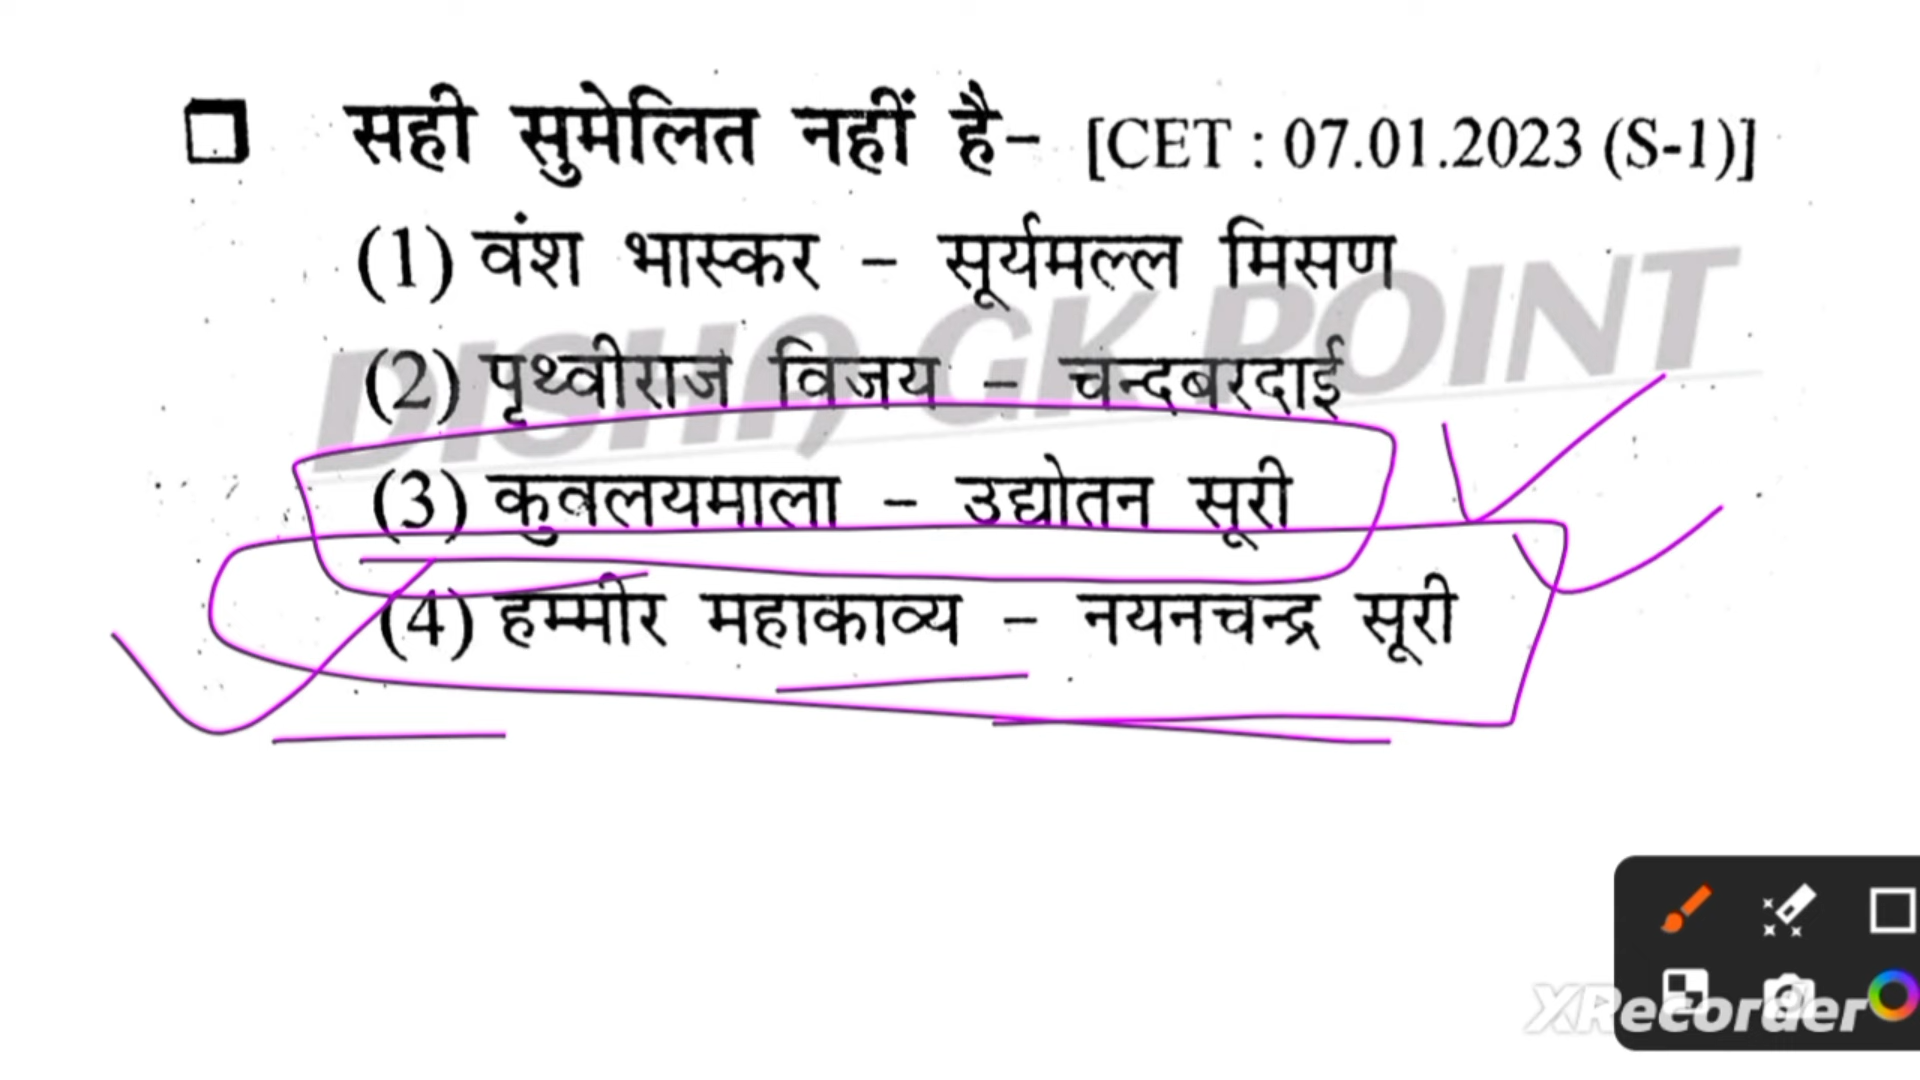 सही सुमेलित नहीं है– [CET : 07.01.2023 (S-1)]
(1) वंश भास्कर – सूर्यमल्ल मिसण
(2) पृथ्वीराज विजय – चन्दबरदाई
(3) कुवलयमाला – उद्योतन सूरी
(4) हम्मीर महाकाव्य – नयनचन्द्र सूरी
DISHA GK POINT
XRecorder